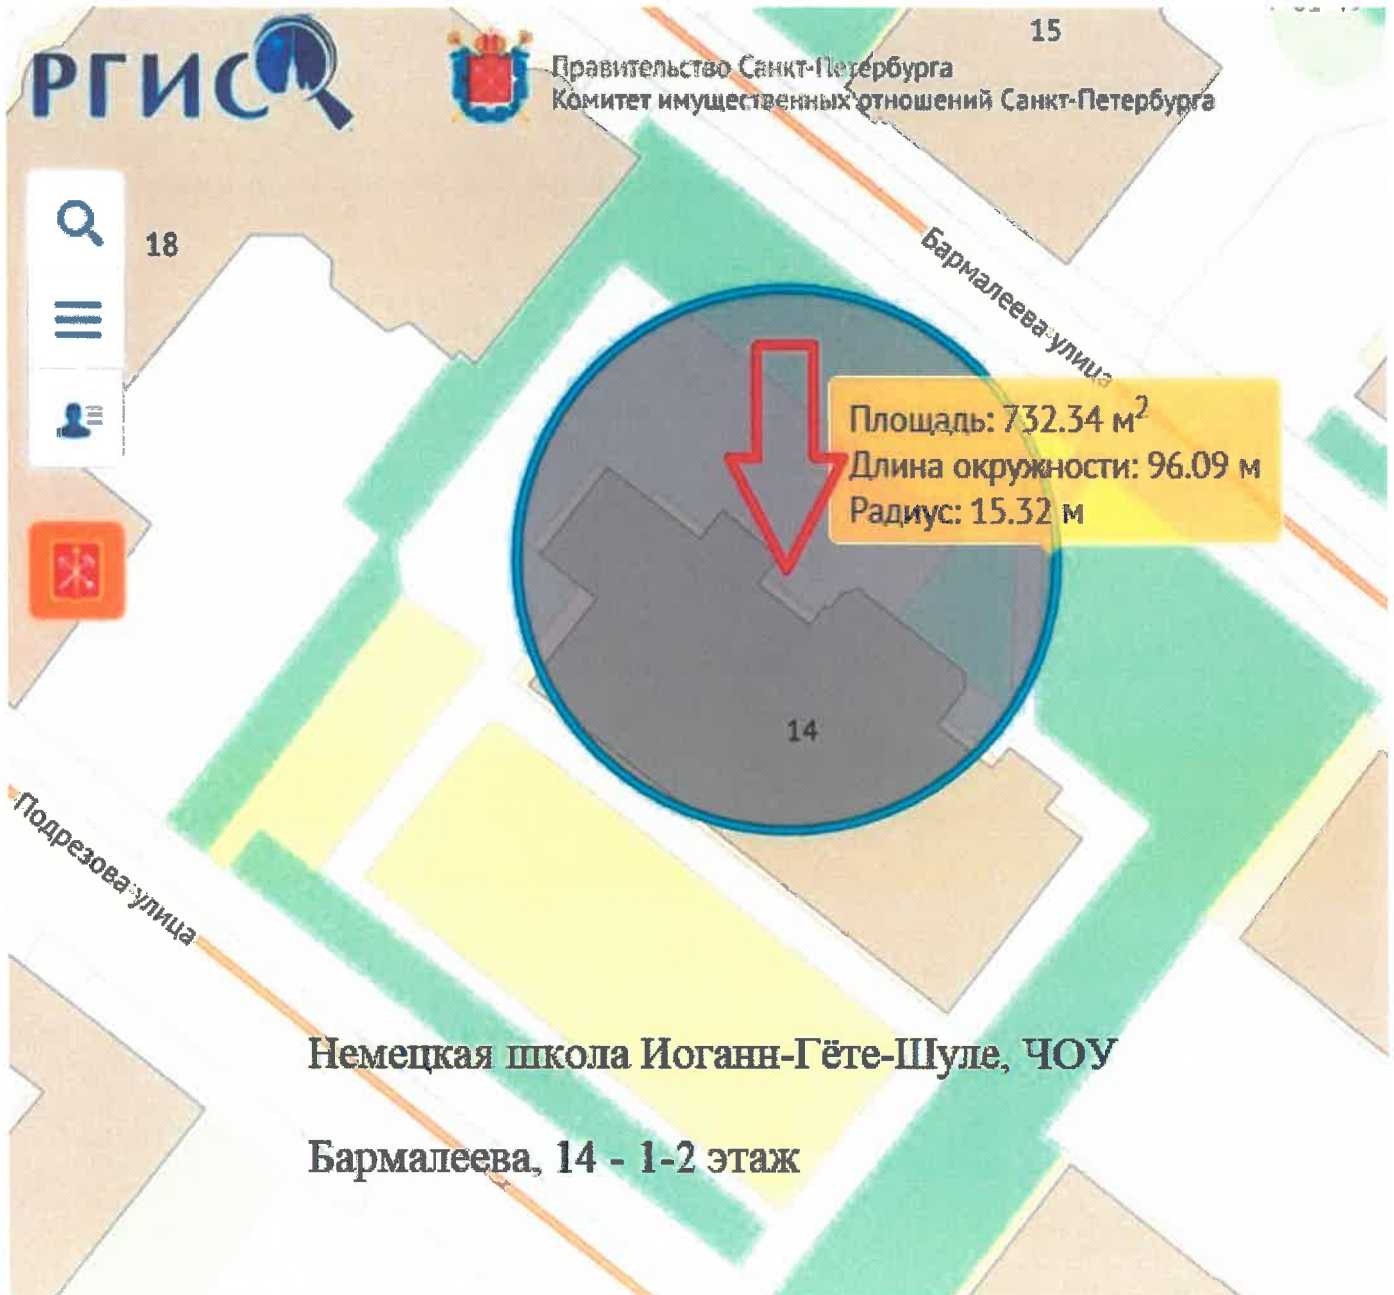 15
РГИС
Правительство Санкт-Петербурга
Комитет имущественных отношений Санкт-Петербурга
18
Бармалеева улица
Площадь: 732.34 м²
Длина окружности: 96.09 м
Радиус: 15.32 м
14
Подрезова улица
Немецкая школа Иоганн-Гёте-Шуле, ЧОУ
Бармалеева, 14 - 1-2 этаж